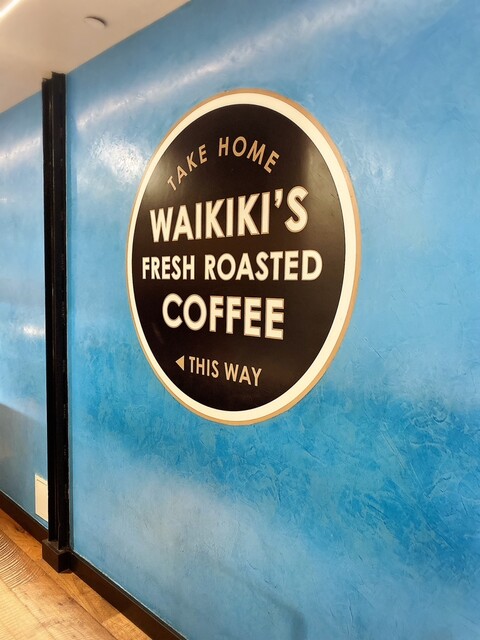 TAKE HOME
WAIKIKI'S
FRESH ROASTED
COFFEE
◀ THIS WAY